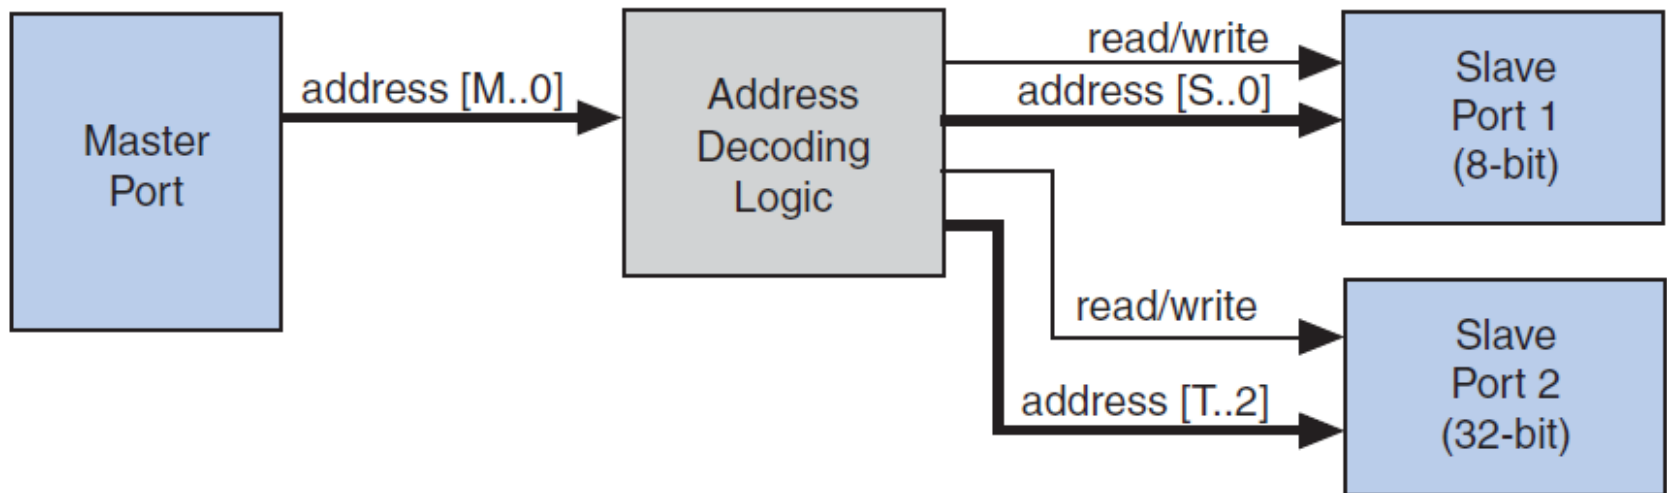 Master
Port
address [M..0]
Address
Decoding
Logic
read/write
address [S..0]
Slave
Port 1
(8-bit)
read/write
address [T..2]
Slave
Port 2
(32-bit)